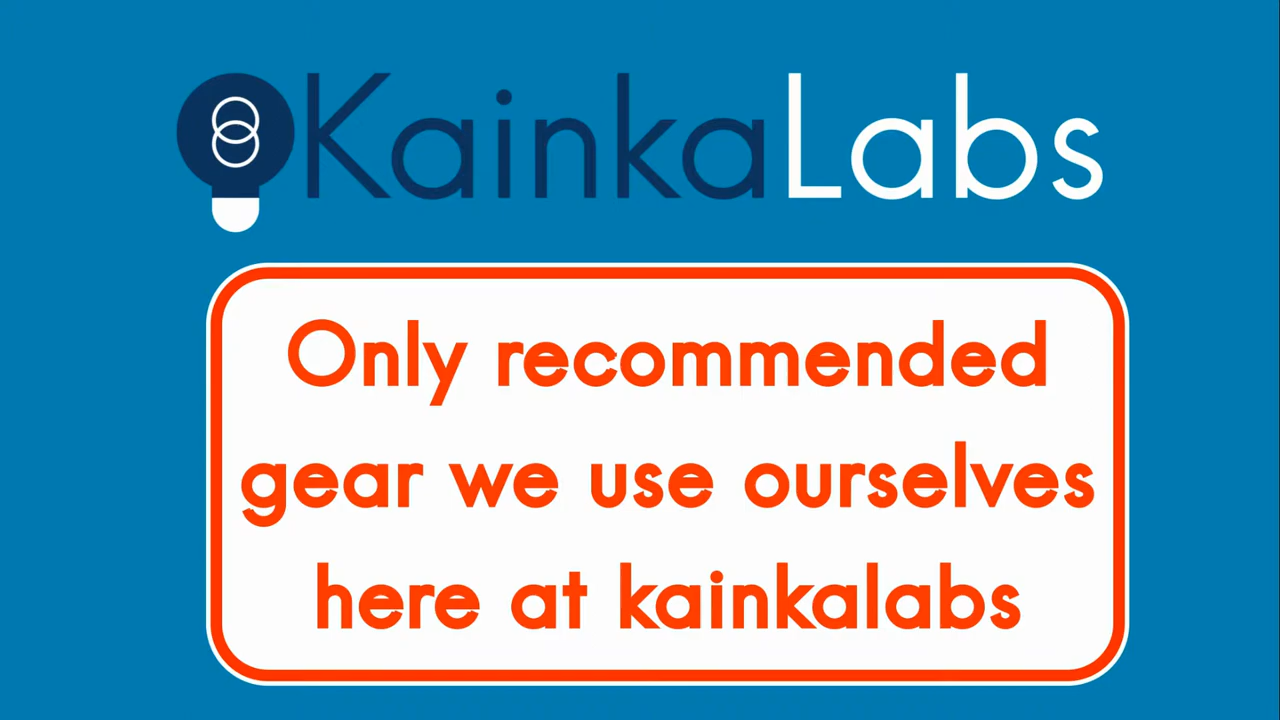 KainkaLabs
Only recommended
gear we use ourselves
here at kainkalabs